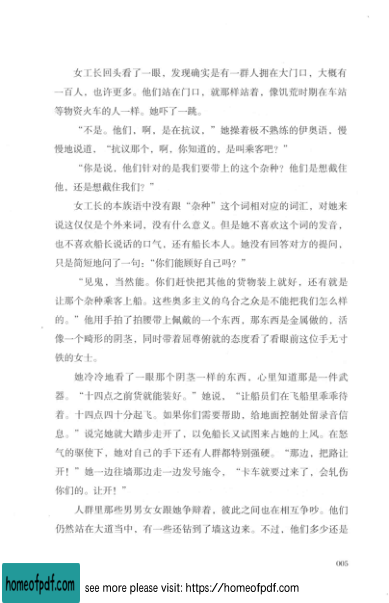 女工长回头看了一眼，发现确实是有一群人拥在大门口，大概有
一百人，也许更多。他们站在门口，就那样站着，像饥荒时期在车站
等物资火车的人一样。她吓了一跳。
“不是。他们，啊，是在抗议，”她操着极不熟练的伊奥语，慢
慢地说道，“抗议那个，啊，你知道的，是叫乘客吧？”
“你是说，他们针对的是我们要带上的这个杂种？他们是想截住
他，还是想截住我们？”
女工长的本族语中没有跟“杂种”这个词相对应的词汇，对她来
说这仅仅是个外来词，没有什么意义。但是她不喜欢这个词的发音，
也不喜欢船长说话的口气，还有船长本人。她没有回答对方的提问，
只是简短地问了一句：“你们能顾好自己吗？”
“见鬼，当然能。你们赶快把其他的货物装上就好，还有就是
让那个杂种乘客上船。这些奥多主义的乌合之众是不能把我们怎么样
的。”他用手拍了拍腰带上佩戴的一个东西，那东西是金属做的，活
像一个畸形的阴茎，同时带着屈尊俯就的态度看了看眼前这位手无寸
铁的女士。
她冷冷地看了一眼那个阴茎一样的东西，心里知道那是一件武
器。“十四点之前货就能装好。”她说，“让船员们在飞船里乖乖待
着。十四点四十分起飞。如果你们需要帮助，给地面控制处留录音信
息。”说完她就大踏步走开了，以免船长又试图来占她的上风。在怒
气的驱使下，她对自己的手下还有人群都特别强硬。“那边，把路让
开！”她一边往墙那边走一边发号施令，“卡车就要过来了，会轧伤
你们的。让开！”
人群里那些男男女女跟她争辩着，彼此之间也在相互争吵。他们
仍然站在大道当中，有一些还钻到了墙这边来。不过，他们多少还是
005
homeofpdf.com
see more please visit: https://homeofpdf.com